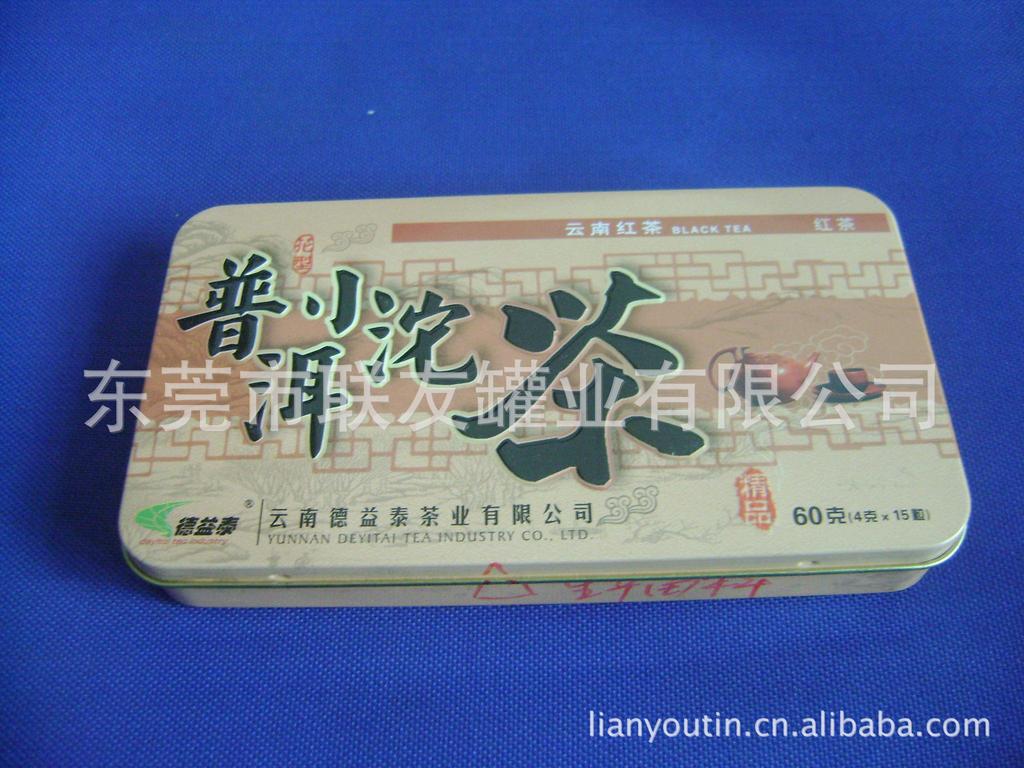 云南红茶 BLACK TEA 红茶
普洱小沱茶
东莞市联友罐业有限公司
精品
60克(4克×15粒)
德益泰®
deyitai tea industry
云南德益泰茶业有限公司
YUNNAN DEYITAI TEA INDUSTRY CO., LTD.
lianyoutin.cn.alibaba.com